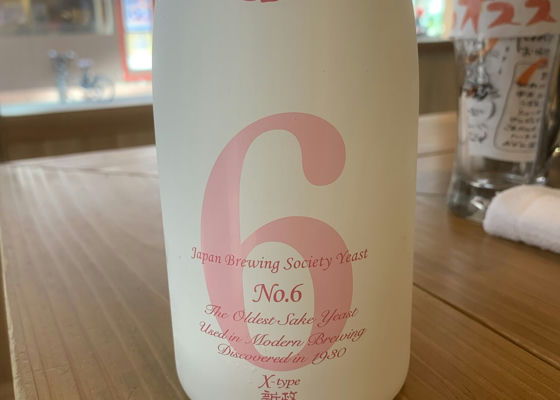 6
Japan Brewing Society Yeast
No.6
The Oldest Sake Yeast
Used in Modern Brewing
Discovered in 1930
X-type
新政